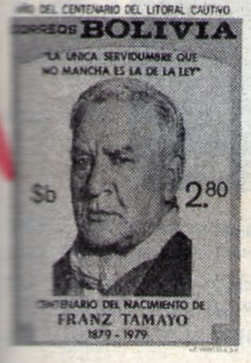 AÑO DEL CENTENARIO DEL LITORAL CAUTIVO
CORREOS BOLIVIA
"LA UNICA SERVIDUMBRE QUE
NO MANCHA ES LA DE LA LEY"
$b 2.80
CENTENARIO DEL NACIMIENTO DE
FRANZ TAMAYO
1879 - 1979